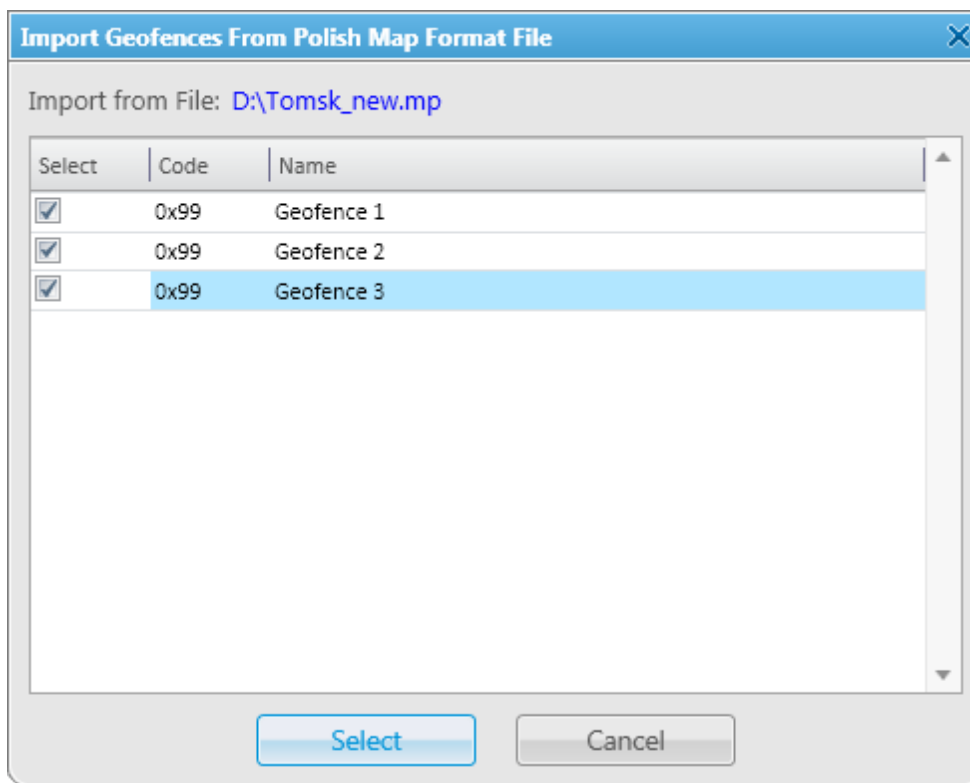 Import Geofences From Polish Map Format File
Import from File: D:\Tomsk_new.mp
Select Code Name
0x99 Geofence 1
0x99 Geofence 2
0x99 Geofence 3
Select Cancel